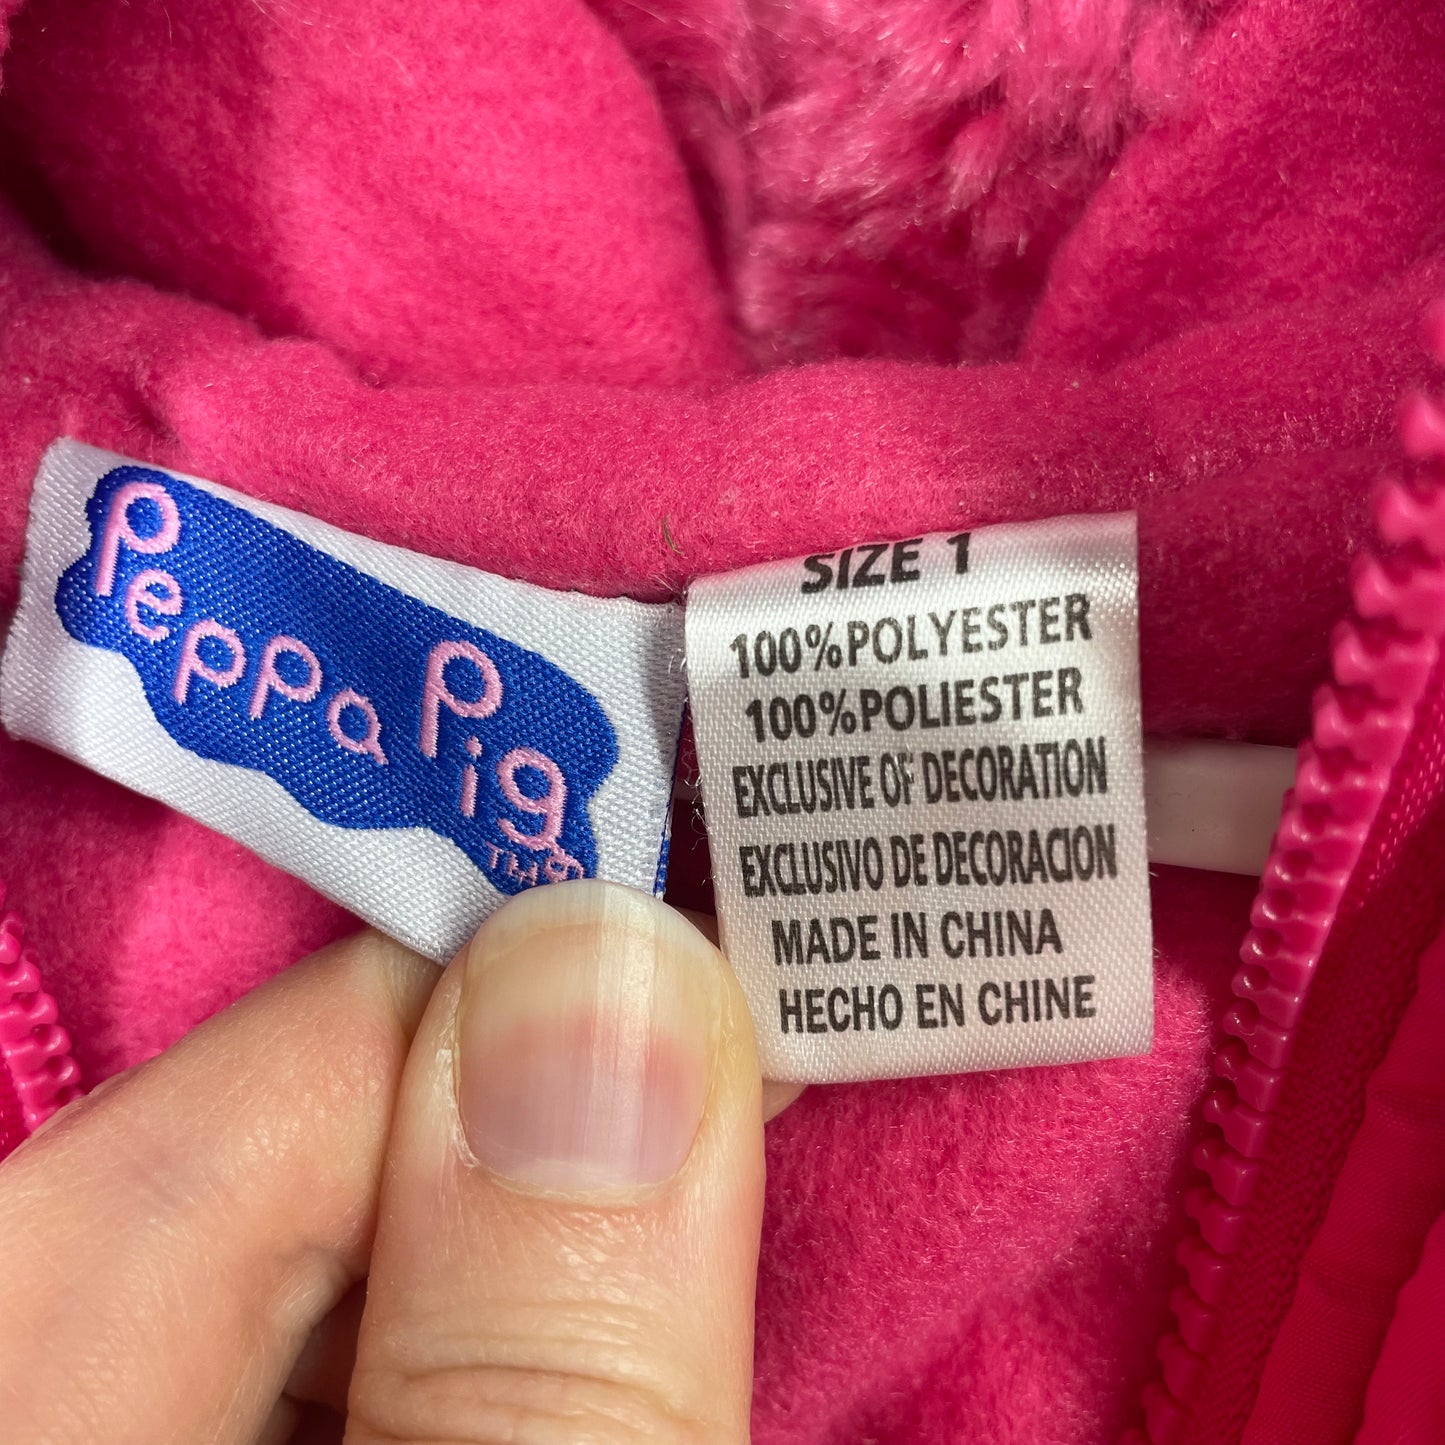 Peppa Pig
TM
SIZE 1
100%POLYESTER
100%POLIESTER
EXCLUSIVE OF DECORATION
EXCLUSIVO DE DECORACION
MADE IN CHINA
HECHO EN CHINE